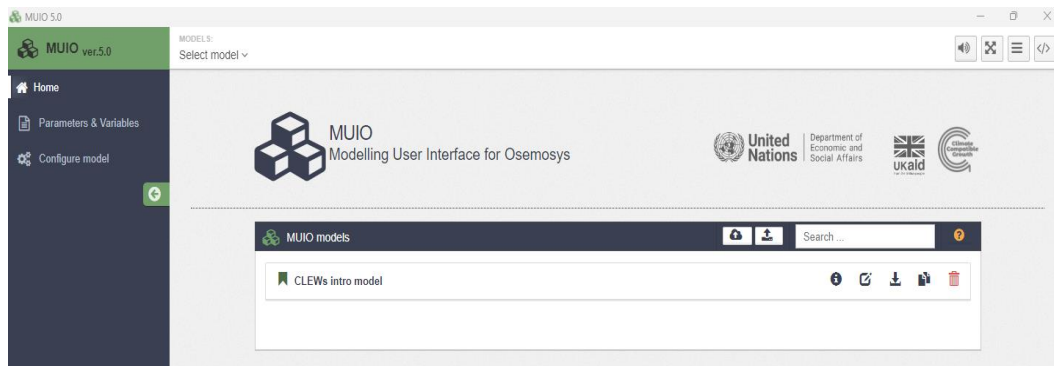 MUIO 5.0
MUIO ver.5.0
MODELS:
Select model
Home
Parameters & Variables
Configure model
MUIO
Modelling User Interface for Osemosys
United
Nations
Department of
Economic and
Social Affairs
UKaid
Climate
Compatible
Growth
MUIO models
Search ...
CLEWs intro model